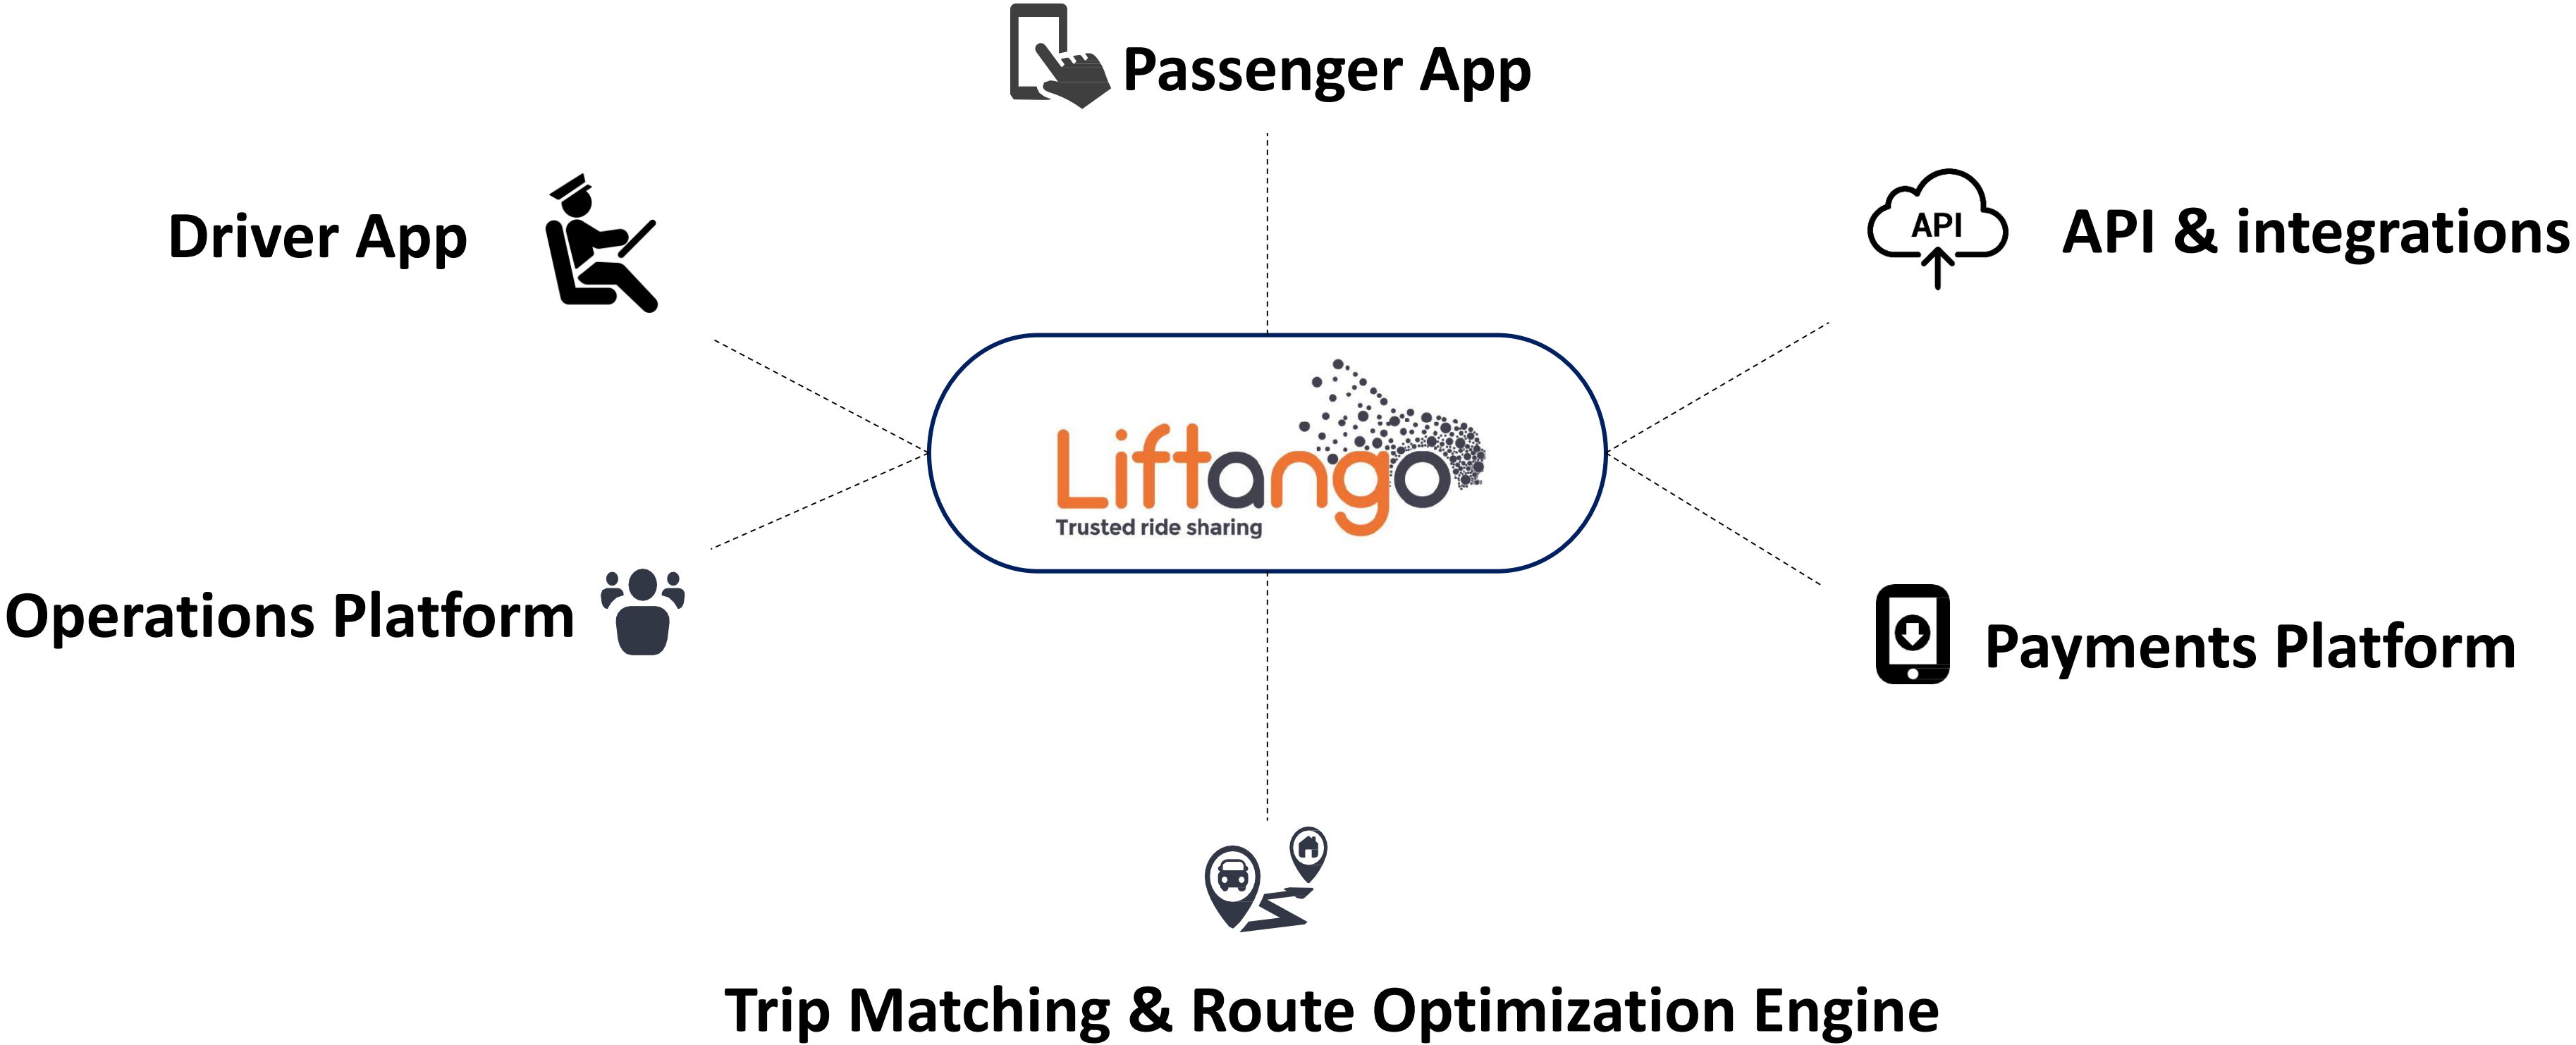 Passenger App
Driver App
API
API & integrations
Liftango
Trusted ride sharing
Operations Platform
Payments Platform
Trip Matching & Route Optimization Engine